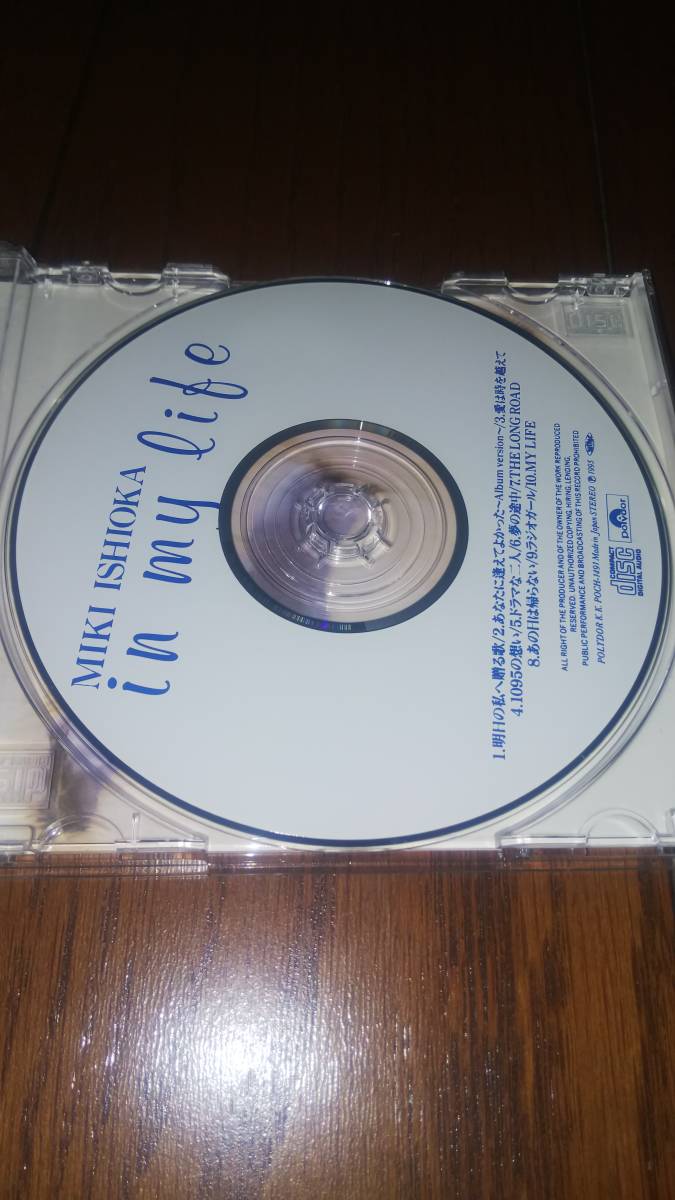 MIKI ISHIOKA
in my life
1.明日の私へ贈る歌/2.あなたに逢えてよかった~Album version~/3.愛は時を越えて
4.1095の想い/5.ドラマな二人/6.夢の途中/7.THE LONG ROAD
8.あの日は帰らない/9.ラジオガール/10.MY LIFE
ALL RIGHT OF THE PRODUCER AND OF THE OWNER OF THE WORK REPRODUCED
RESERVED. UNAUTHORIZED COPYING, HIRING, LENDING,
PUBLIC PERFORMANCE AND BROADCASTING OF THIS RECORD PROHIBITED
POLYDOR K.K. POCH-1491 Made in Japan STEREO Ⓟ 1995
polydor
COMPACT
disc
DIGITAL AUDIO